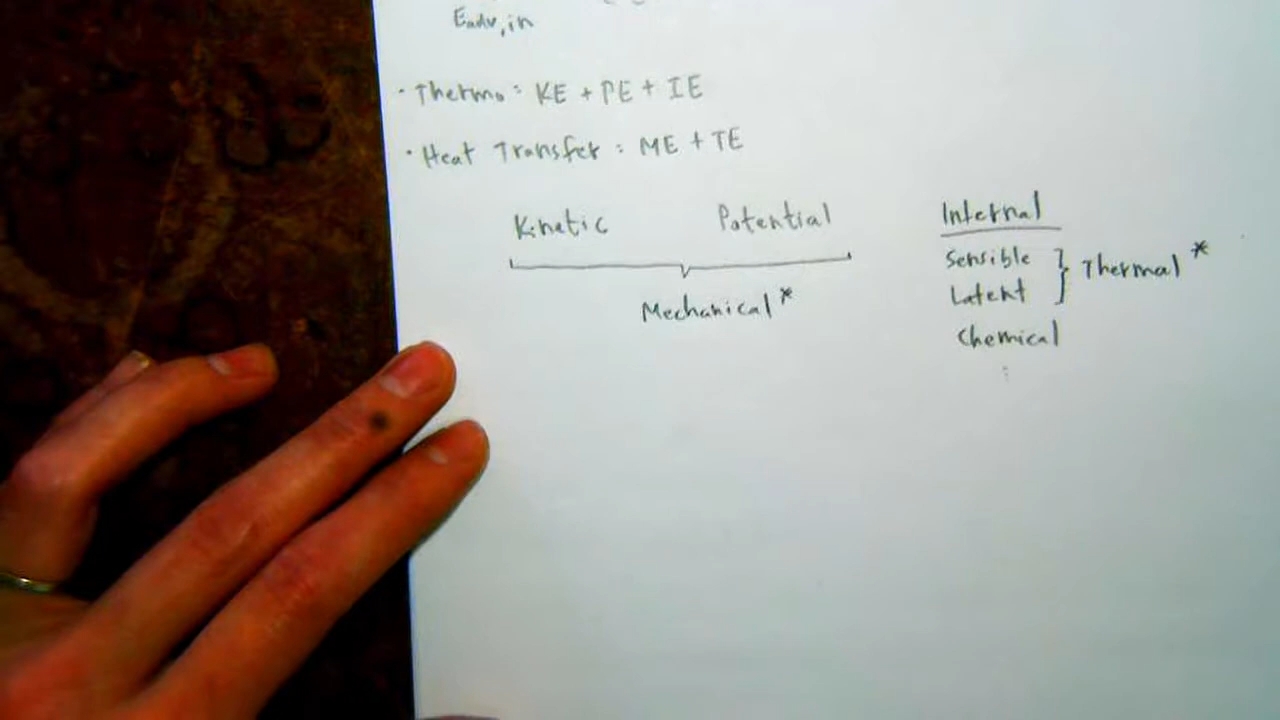 Eadv,in
· Thermo: KE + PE + IE
· Heat Transfer: ME + TE
Kinetic Potential Internal
Sensible } Thermal *
Latent
Mechanical *
Chemical
⋮